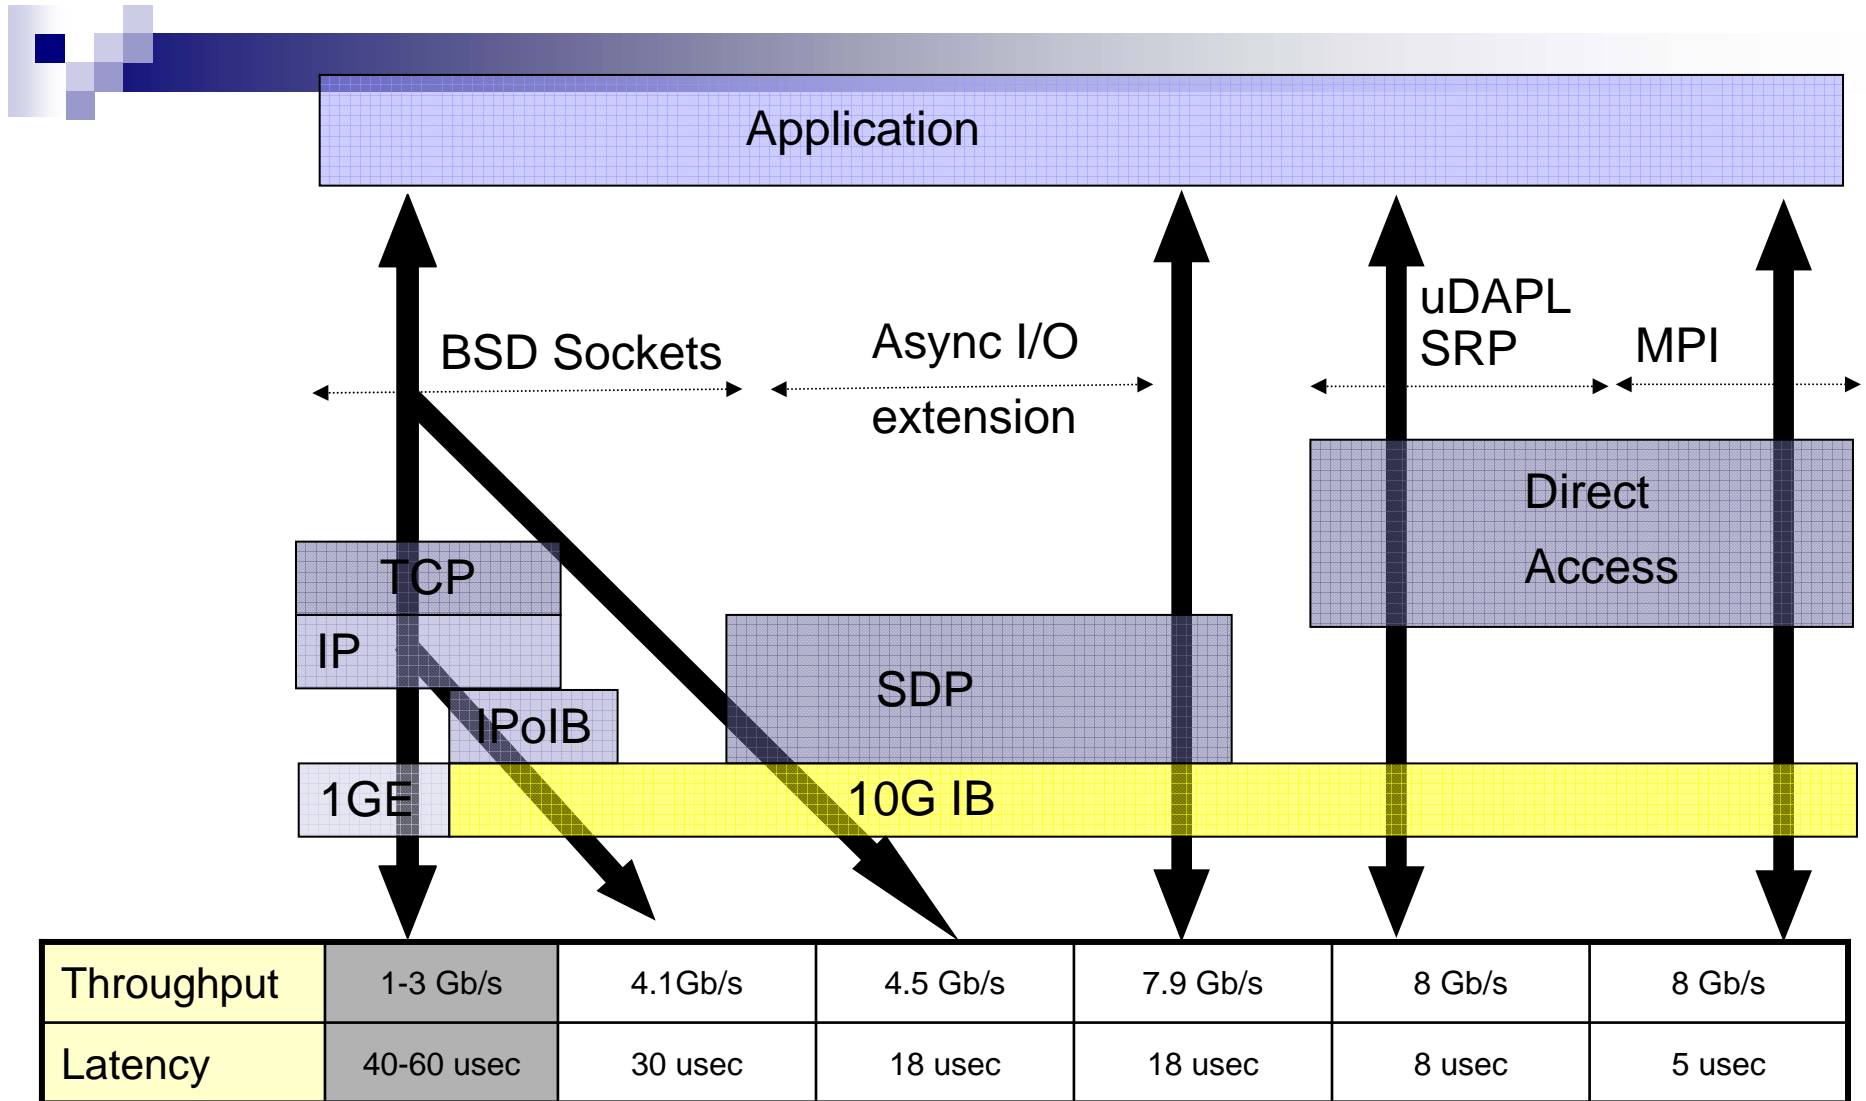 Application
BSD Sockets
Async I/O
extension
uDAPL
SRP
MPI
Direct
Access
TCP
IP
IPoIB
SDP
1GE
10G IB
Throughput 1-3 Gb/s 4.1Gb/s 4.5 Gb/s 7.9 Gb/s 8 Gb/s 8 Gb/s
Latency 40-60 usec 30 usec 18 usec 18 usec 8 usec 5 usec